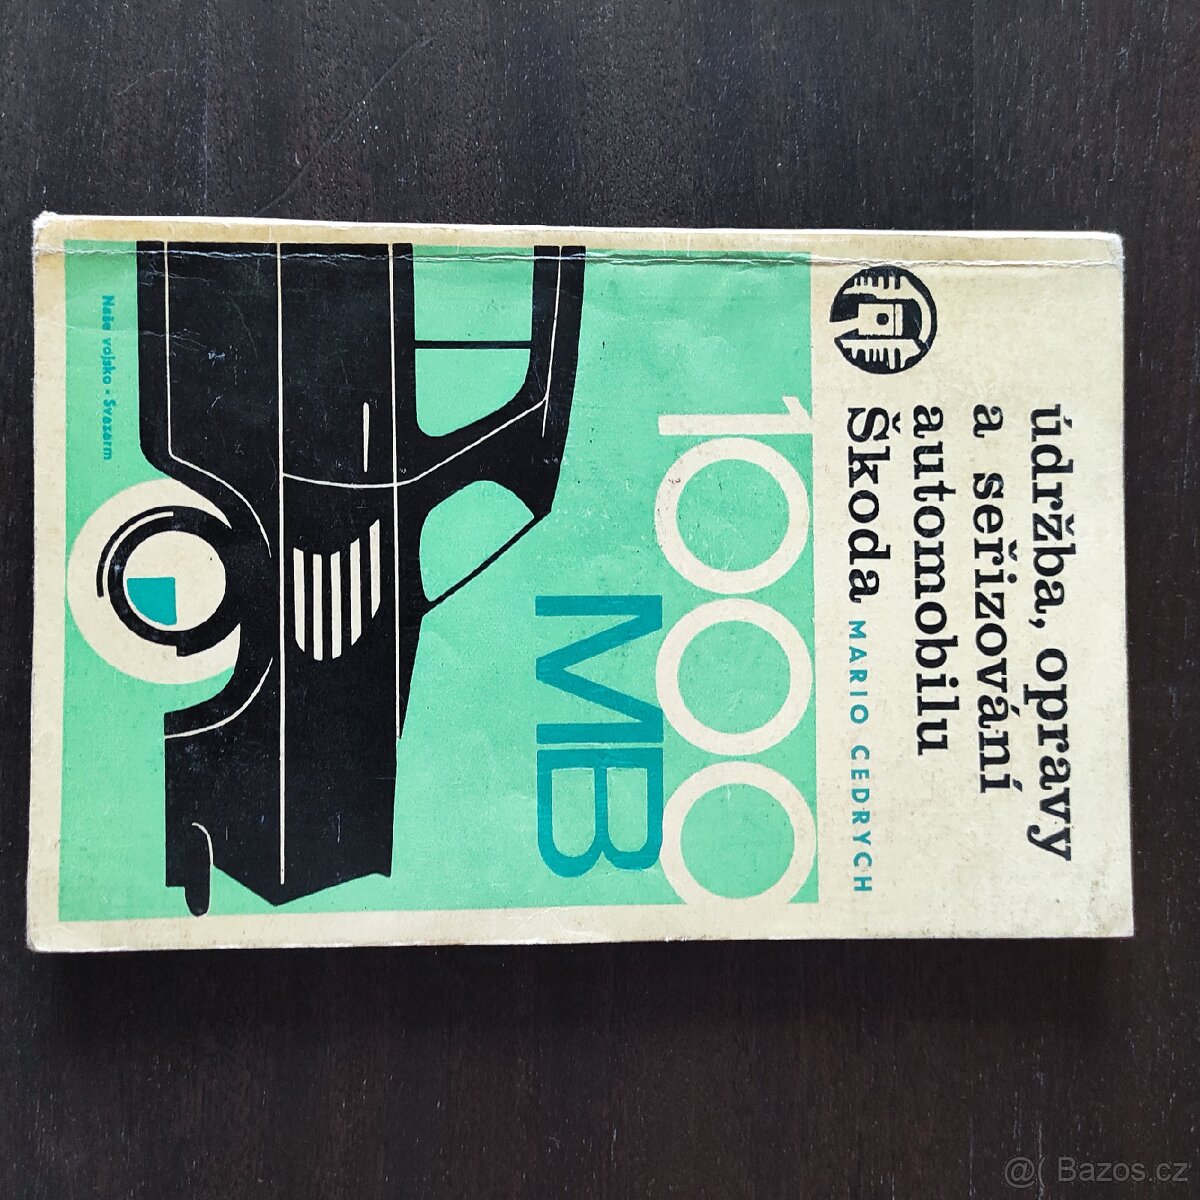 údržba, opravy
a seřizování
automobilu
Škoda MARIO CEDRYCH
1000
MB
Naše vojsko - Svazarm
@( Bazos.cz